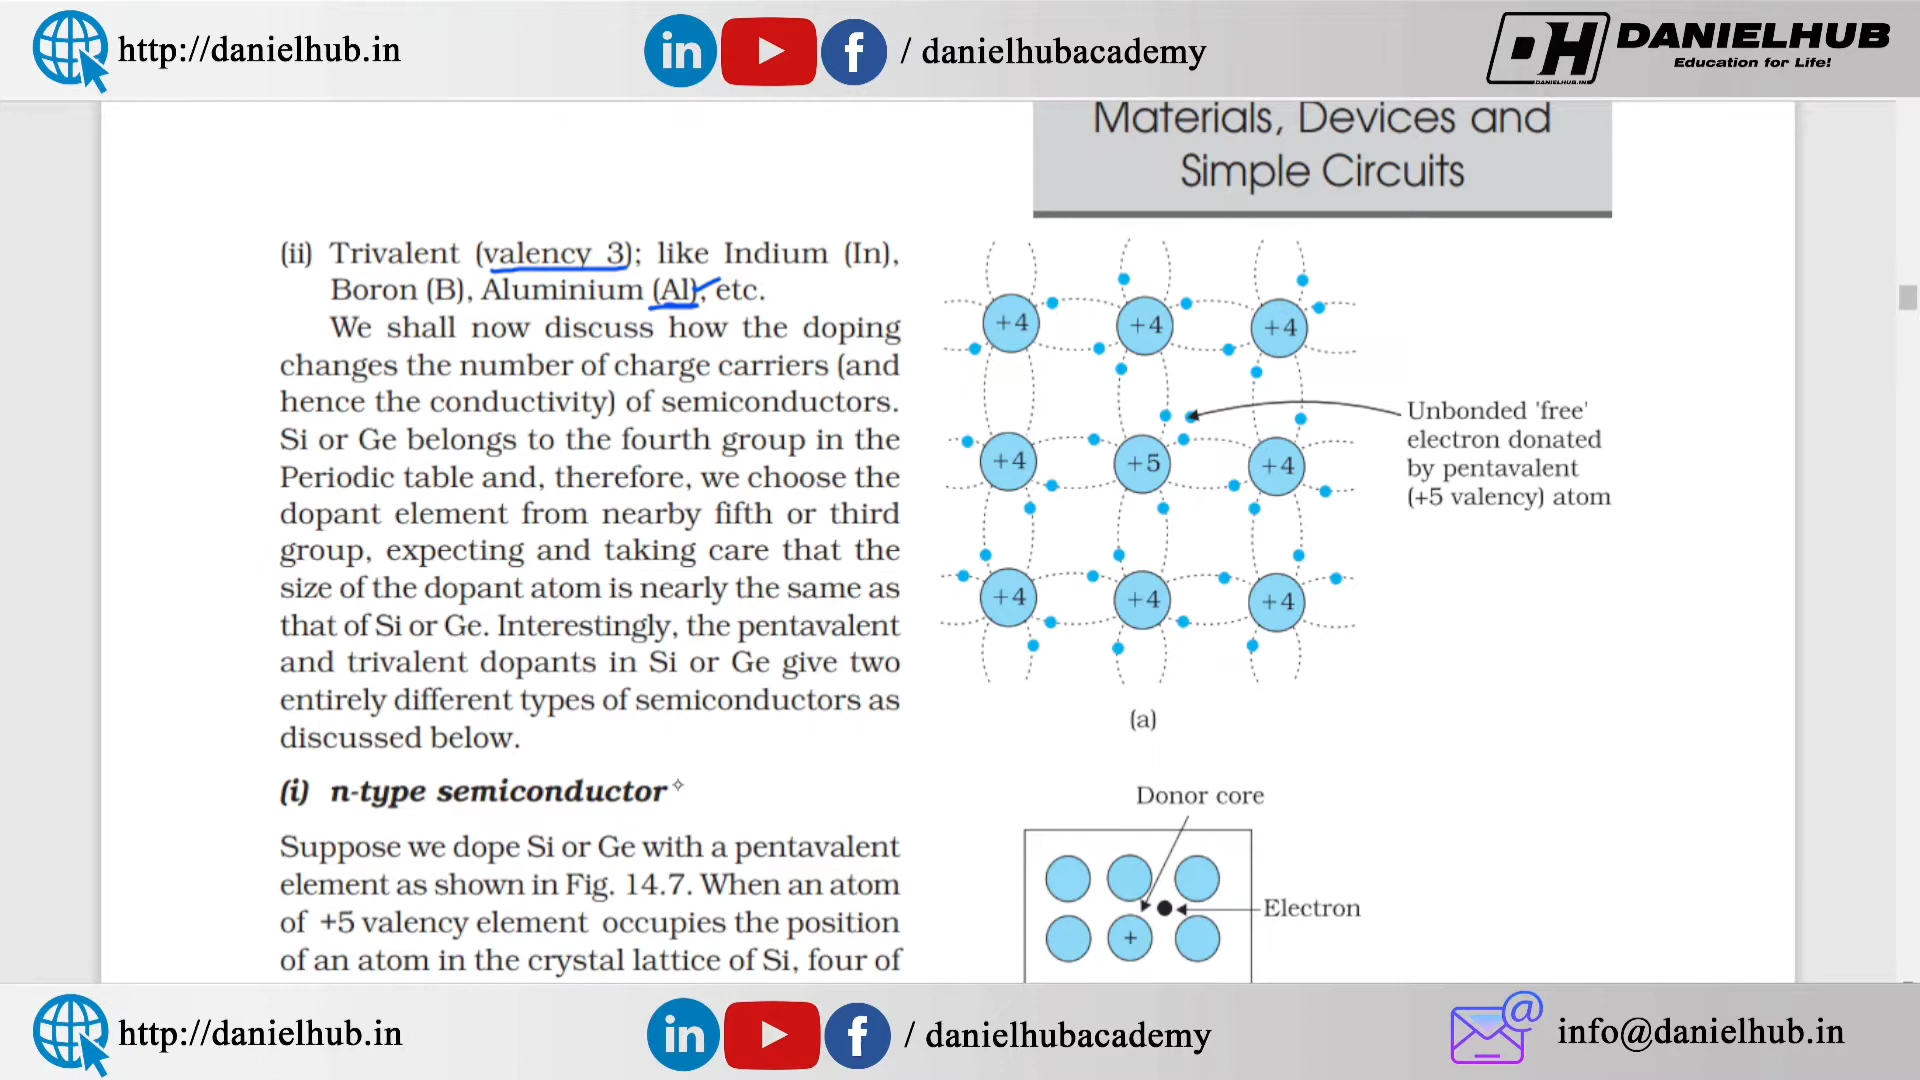 http://danielhub.in
in
f
/ danielhubacademy
DH
DANIELHUB.IN
DANIELHUB
Education for Life!
Materials, Devices and
Simple Circuits
(ii) Trivalent (valency 3); like Indium (In),
Boron (B), Aluminium (Al), etc.
We shall now discuss how the doping
changes the number of charge carriers (and
hence the conductivity) of semiconductors.
Si or Ge belongs to the fourth group in the
Periodic table and, therefore, we choose the
dopant element from nearby fifth or third
group, expecting and taking care that the
size of the dopant atom is nearly the same as
that of Si or Ge. Interestingly, the pentavalent
and trivalent dopants in Si or Ge give two
entirely different types of semiconductors as
discussed below.
(i) n-type semiconductor
Suppose we dope Si or Ge with a pentavalent
element as shown in Fig. 14.7. When an atom
of +5 valency element occupies the position
of an atom in the crystal lattice of Si, four of
+4 +4 +4
+4 +5 +4
+4 +4 +4
Unbonded 'free'
electron donated
by pentavalent
(+5 valency) atom
(a)
Donor core
Electron
+
http://danielhub.in
in
f
/ danielhubacademy
@
info@danielhub.in